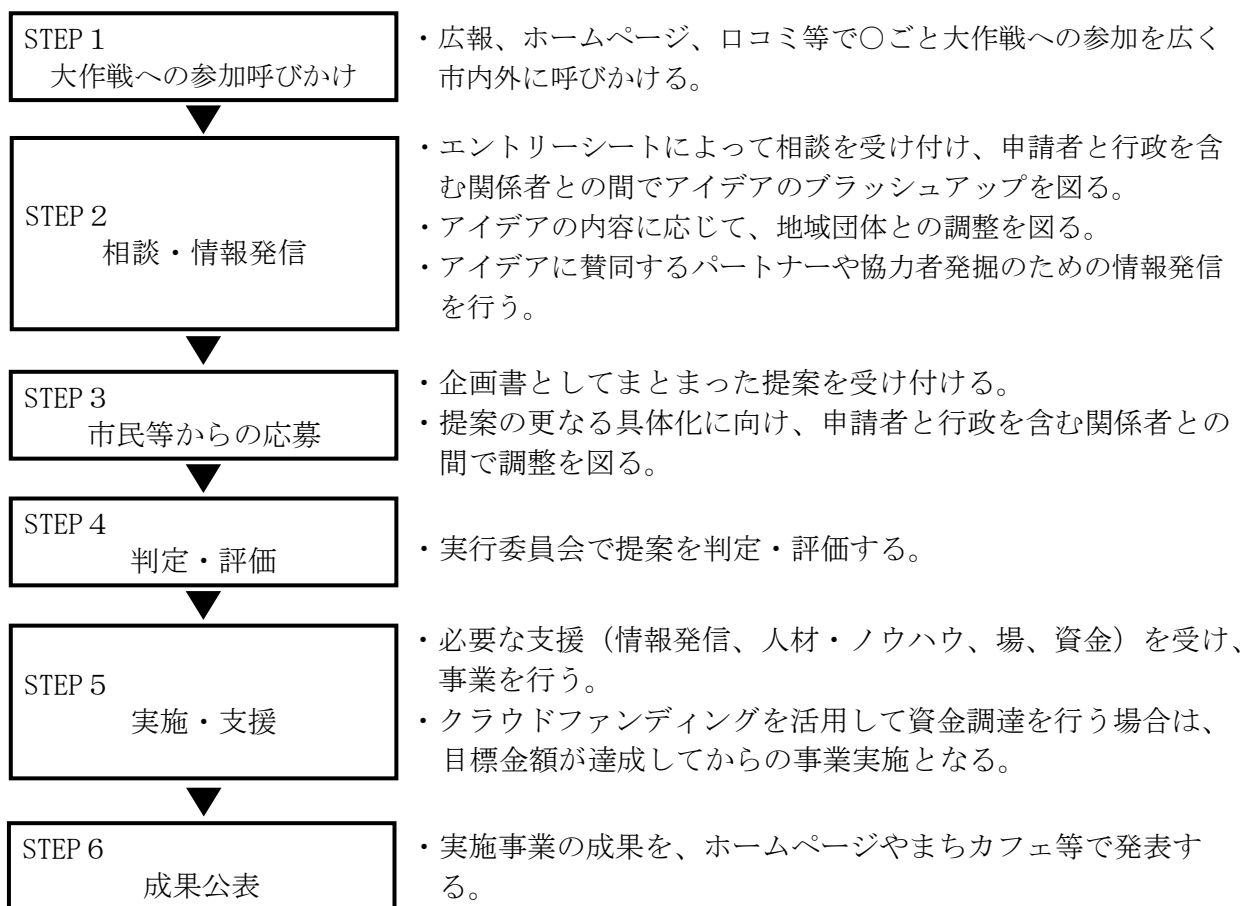 STEP１
大作戦への参加呼びかけ
・広報、ホームページ、口コミ等で〇ごと大作戦への参加を広く
市内外に呼びかける。
STEP２
相談・情報発信
・エントリーシートによって相談を受け付け、申請者と行政を含
む関係者との間でアイデアのブラッシュアップを図る。
・アイデアの内容に応じて、地域団体との調整を図る。
・アイデアに賛同するパートナーや協力者発掘のための情報発信
を行う。
STEP３
市民等からの応募
・企画書としてまとまった提案を受け付ける。
・提案の更なる具体化に向け、申請者と行政を含む関係者との
間で調整を図る。
STEP４
判定・評価
・実行委員会で提案を判定・評価する。
STEP５
実施・支援
・必要な支援（情報発信、人材・ノウハウ、場、資金）を受け、
事業を行う。
・クラウドファンディングを活用して資金調達を行う場合は、
目標金額が達成してからの事業実施となる。
STEP６
成果公表
・実施事業の成果を、ホームページやまちカフェ等で発表す
る。